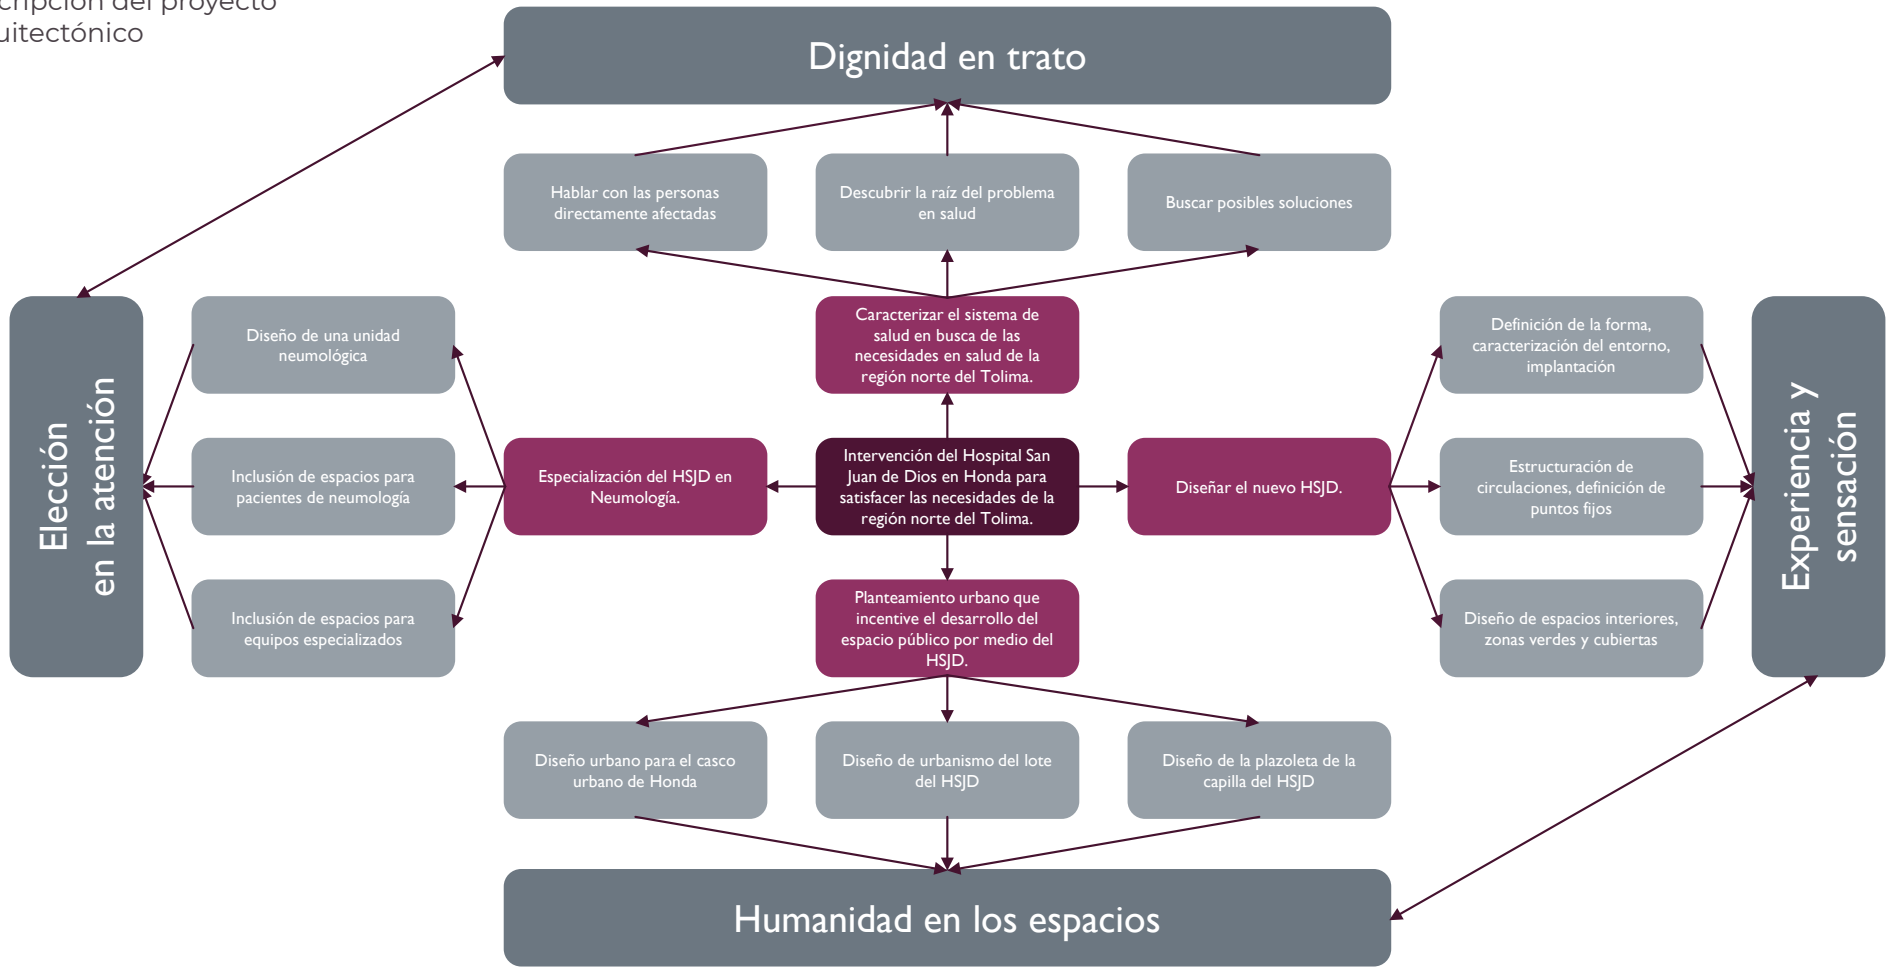 cripción del proyecto
uitectónico
Dignidad en trato
Hablar con las personas
directamente afectadas
Descubrir la raíz del problema
en salud
Buscar posibles soluciones
Elección
en la atención
Diseño de una unidad
neumológica
Inclusión de espacios para
pacientes de neumología
Inclusión de espacios para
equipos especializados
Especialización del HSJD en
Neumología.
Caracterizar el sistema de
salud en busca de las
necesidades en salud de la
región norte del Tolima.
Intervención del Hospital San
Juan de Dios en Honda para
satisfacer las necesidades de la
región norte del Tolima.
Planteamiento urbano que
incentive el desarrollo del
espacio público por medio del
HSJD.
Diseñar el nuevo HSJD.
Definición de la forma,
caracterización del entorno,
implantación
Estructuración de
circulaciones, definición de
puntos fijos
Diseño de espacios interiores,
zonas verdes y cubiertas
Experiencia y
sensación
Diseño urbano para el casco
urbano de Honda
Diseño de urbanismo del lote
del HSJD
Diseño de la plazoleta de la
capilla del HSJD
Humanidad en los espacios